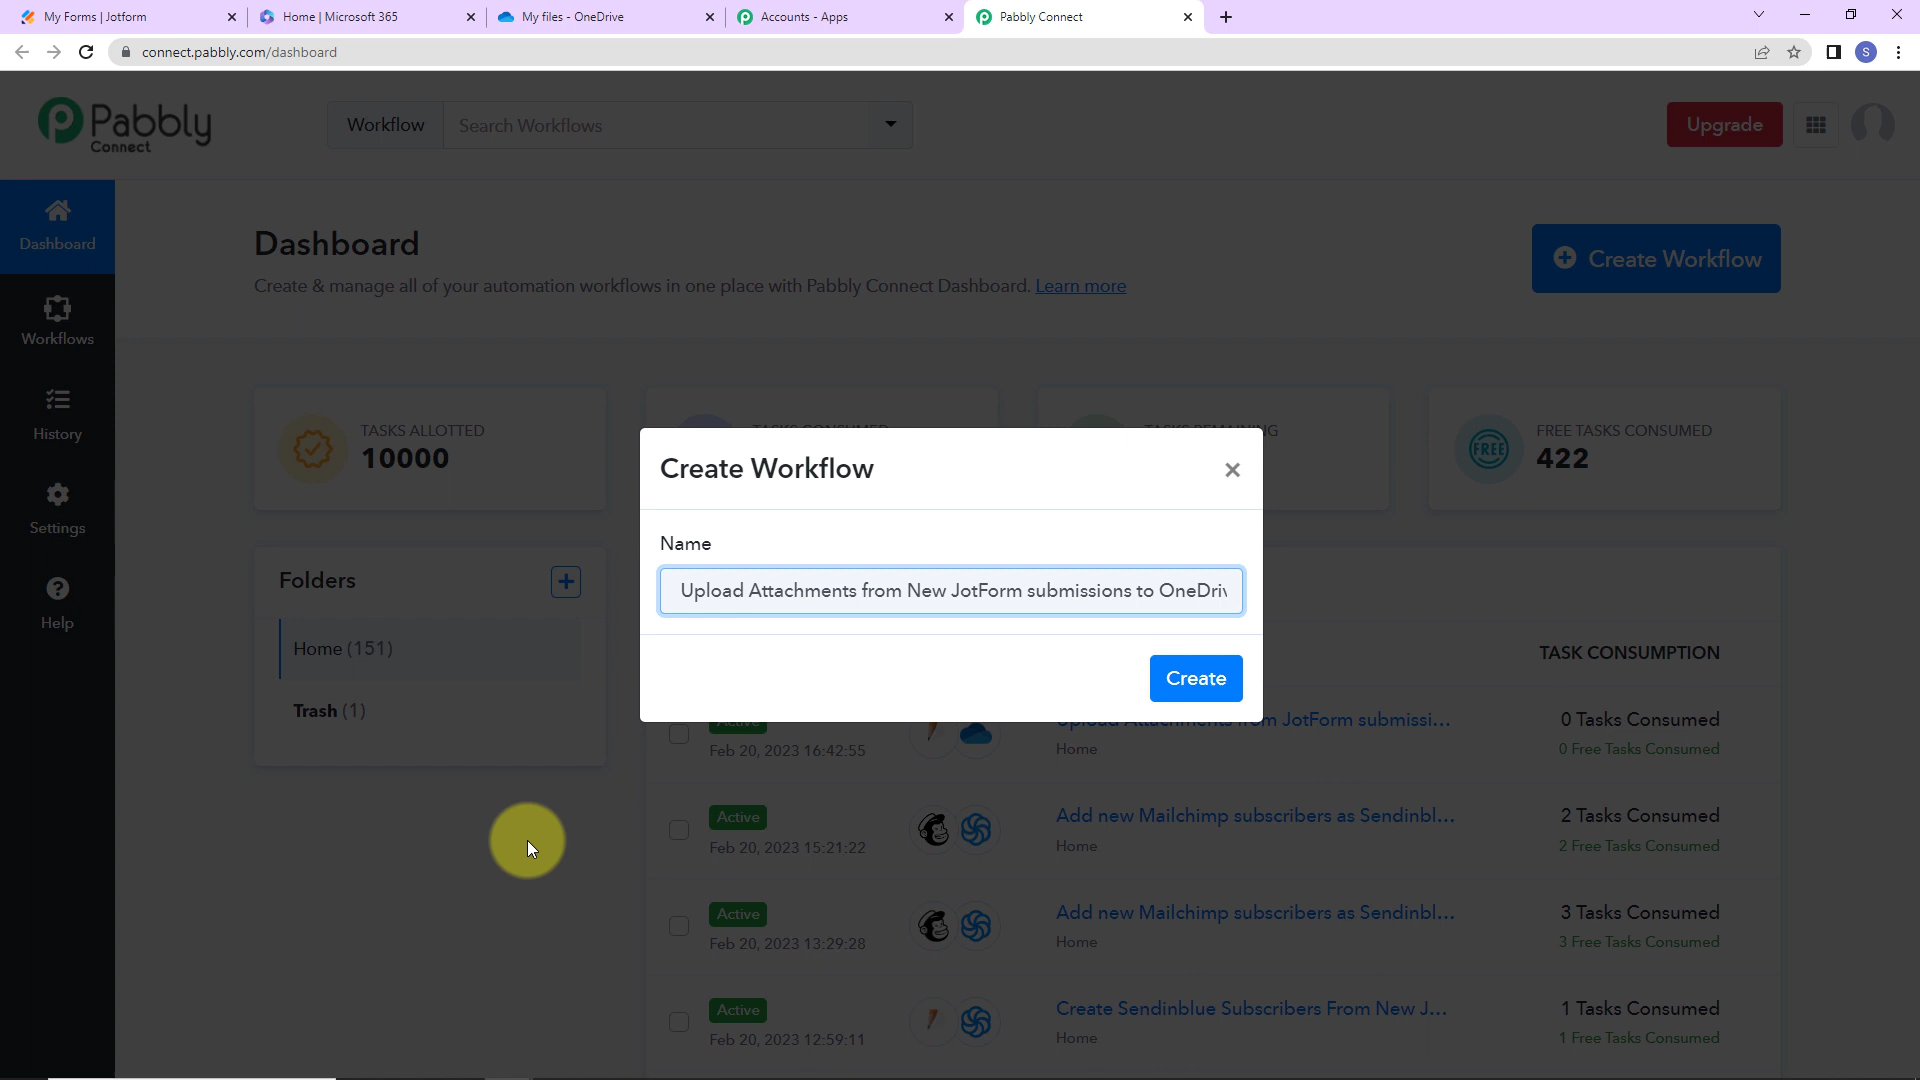 My Forms | Jotform
Home | Microsoft 365
My files - OneDrive
Accounts - Apps
Pabbly Connect
connect.pabbly.com/dashboard
S
Pabbly
Connect
Workflow
Search Workflows
Upgrade
Dashboard
Workflows
History
Settings
Help
Dashboard
Create & manage all of your automation workflows in one place with Pabbly Connect Dashboard. Learn more
Create Workflow
TASKS ALLOTTED
10000
TASKS CONSUMED
TASKS REMAINING
FREE
FREE TASKS CONSUMED
422
Folders
Home (151)
Trash (1)
Create Workflow
Name
Upload Attachments from New JotForm submissions to OneDriv
Create
TASK CONSUMPTION
Active
Feb 20, 2023 16:42:55
Upload Attachments from JotForm submissi...
Home
0 Tasks Consumed
0 Free Tasks Consumed
Active
Feb 20, 2023 15:21:22
Add new Mailchimp subscribers as Sendinbl...
Home
2 Tasks Consumed
2 Free Tasks Consumed
Active
Feb 20, 2023 13:29:28
Add new Mailchimp subscribers as Sendinbl...
Home
3 Tasks Consumed
3 Free Tasks Consumed
Active
Feb 20, 2023 12:59:11
Create Sendinblue Subscribers From New J...
Home
1 Tasks Consumed
1 Free Tasks Consumed